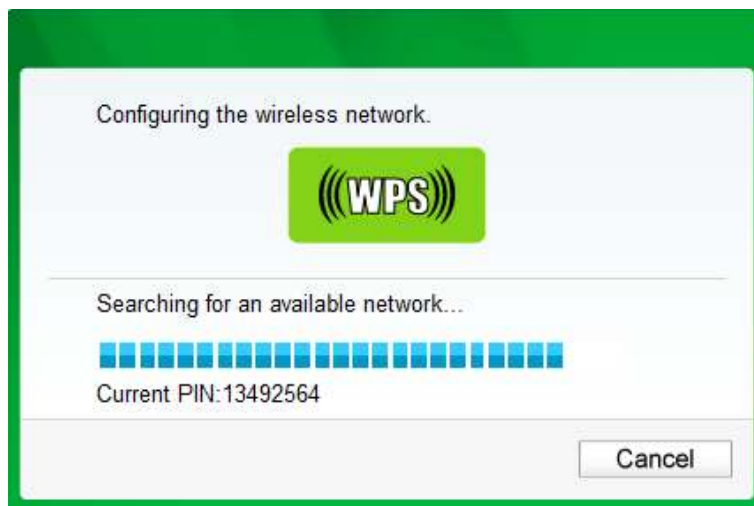 Configuring the wireless network.
WPS
Searching for an available network...
Current PIN:13492564
Cancel